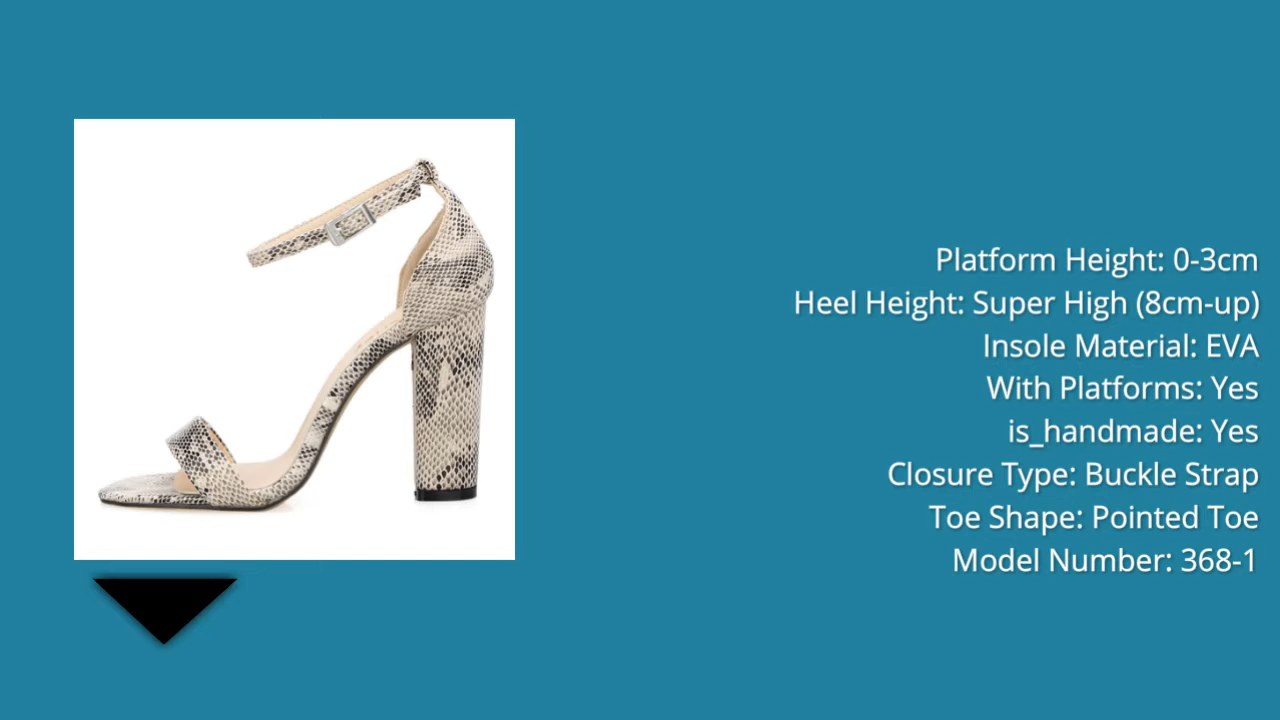 Platform Height: 0-3cm
Heel Height: Super High (8cm-up)
Insole Material: EVA
With Platforms: Yes
is_handmade: Yes
Closure Type: Buckle Strap
Toe Shape: Pointed Toe
Model Number: 368-1